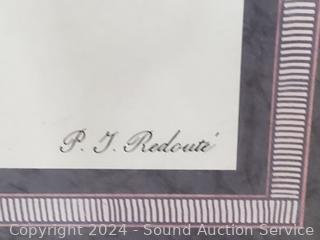 P. J. Redouté
Copyright 2024 - Sound Auction Service